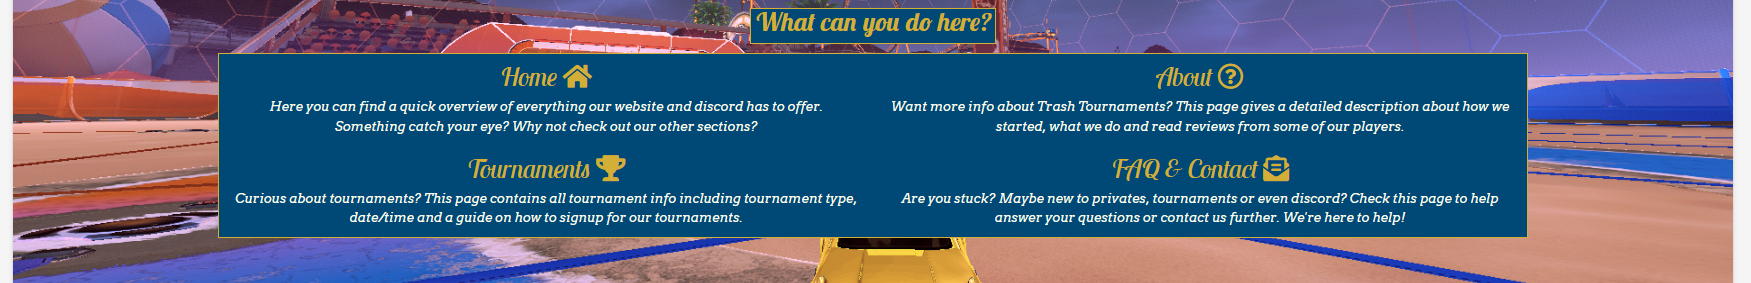 What can you do here?
Home
Here you can find a quick overview of everything our website and discord has to offer.
Something catch your eye? Why not check out our other sections?
About
Want more info about Trash Tournaments? This page gives a detailed description about how we
started, what we do and read reviews from some of our players.
Tournaments
Curious about tournaments? This page contains all tournament info including tournament type,
date/time and a guide on how to signup for our tournaments.
FAQ & Contact
Are you stuck? Maybe new to privates, tournaments or even discord? Check this page to help
answer your questions or contact us further. We're here to help!